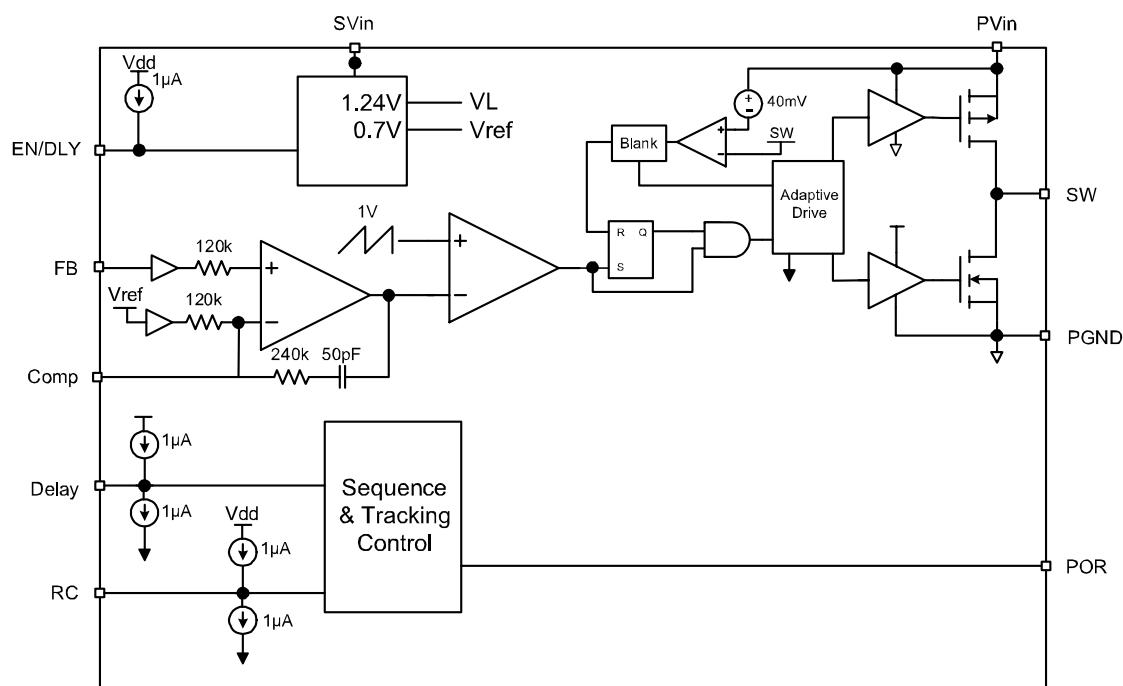 SVin
PVin
Vdd
1µA
1.24V
VL
0.7V
Vref
EN/DLY
+
-
40mV
Blank
+
-
SW
Adaptive
Drive
SW
1V
R
Q
S
FB
120k
+
+
Vref
120k
−
−
240k
50pF
Comp
PGND
1µA
Delay
1µA
Vdd
1µA
RC
1µA
Sequence
& Tracking
Control
POR